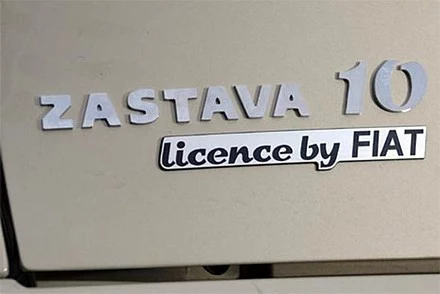 ZASTAVA 10
licence by FIAT